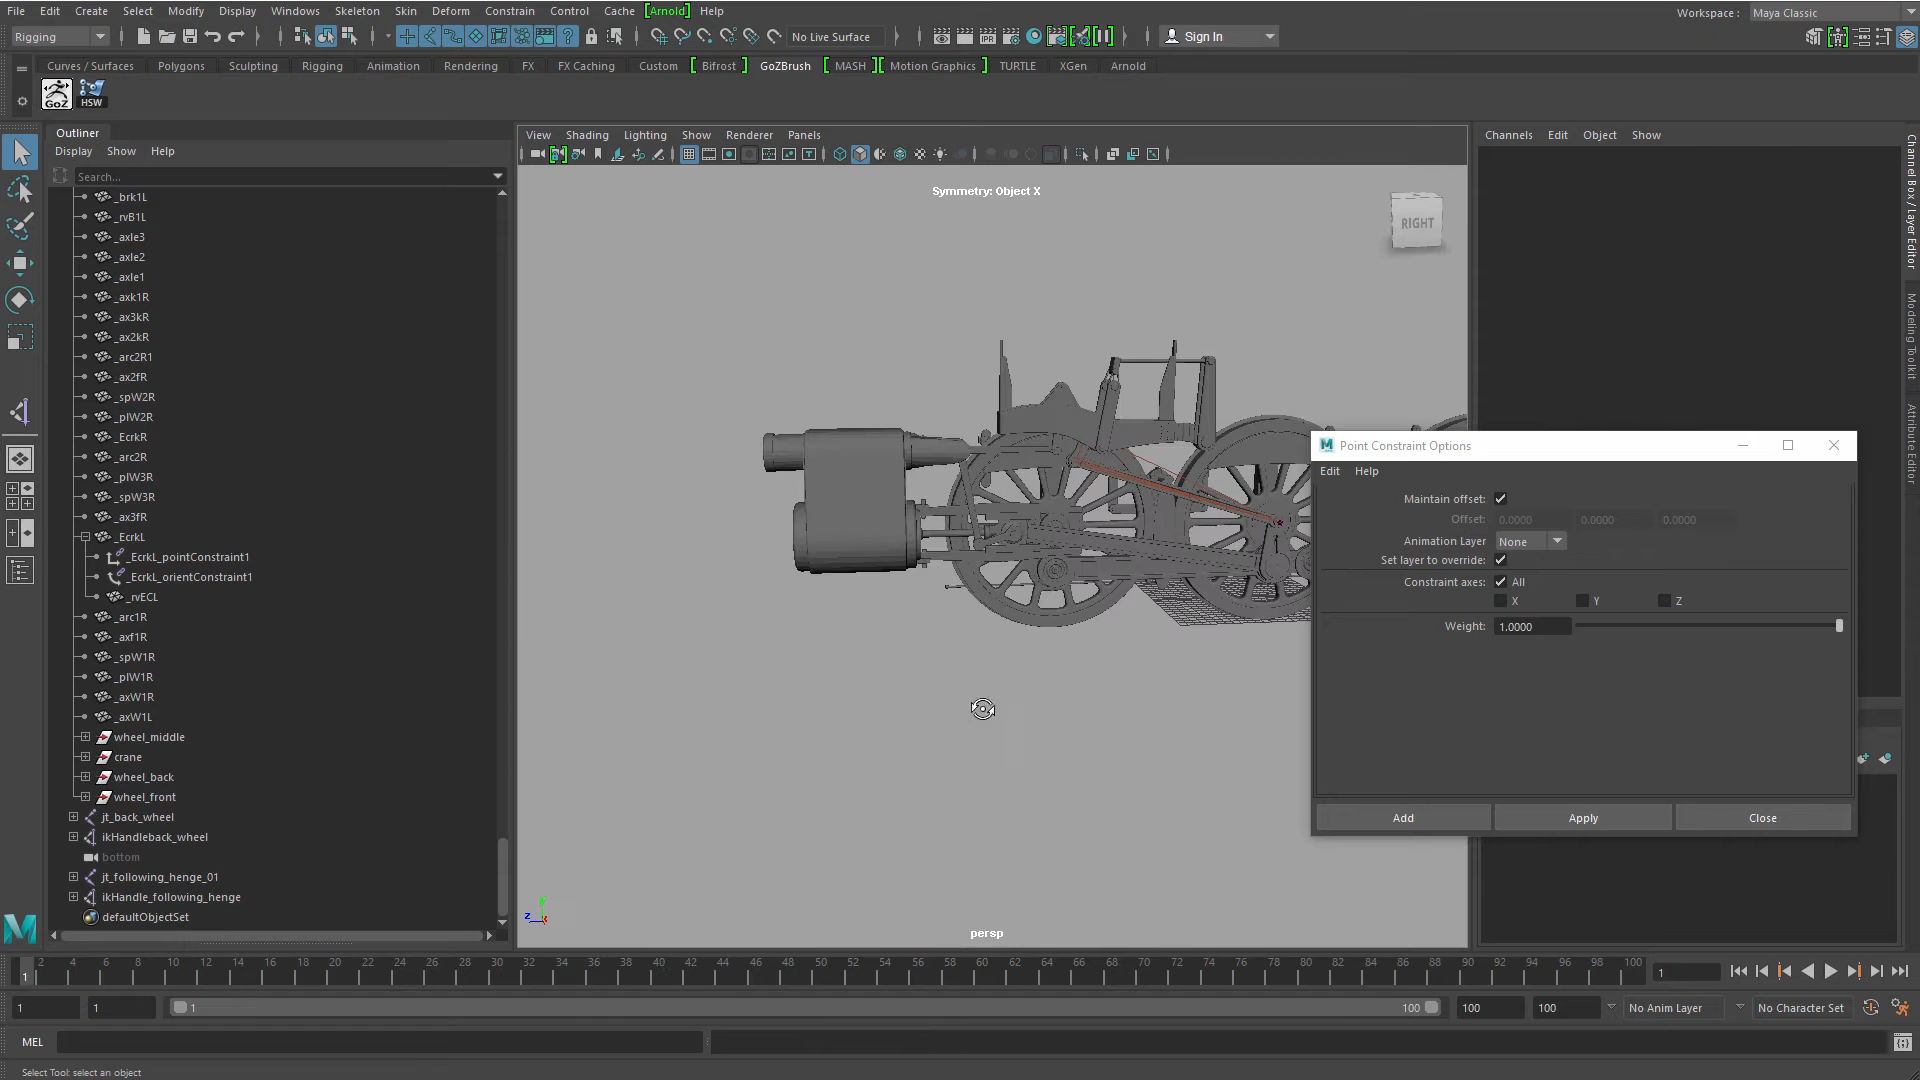 File Edit Create Select Modify Display Windows Skeleton Skin Deform Constrain Control Cache [Arnold] Help
Workspace : Maya Classic
Rigging
No Live Surface
Sign In
Curves / Surfaces Polygons Sculpting Rigging Animation Rendering FX FX Caching Custom [ Bifrost ] GoZBrush [ MASH ] [ Motion Graphics ] TURTLE XGen Arnold
GoZ HSW
Outliner
Display Show Help
Search...
_brk1L
_rvB1L
_axle3
_axle2
_axle1
_axk1R
_ax3kR
_ax2kR
_arc2R1
_ax2fR
_spW2R
_plW2R
_EcrkR
_arc2R
_plW3R
_spW3R
_ax3fR
_EcrkL
_EcrkL_pointConstraint1
_EcrkL_orientConstraint1
_rvECL
_arc1R
_axf1R
_spW1R
_plW1R
_axW1R
_axW1L
wheel_middle
crane
wheel_back
wheel_front
jt_back_wheel
ikHandleback_wheel
bottom
jt_following_henge_01
ikHandle_following_henge
defaultObjectSet
View Shading Lighting Show Renderer Panels
Symmetry: Object X
RIGHT
persp
z
Channels Edit Object Show
Channel Box / Layer Editor
Modeling Toolkit
Attribute Editor
Point Constraint Options
Edit Help
Maintain offset:
Offset: 0.0000 0.0000 0.0000
Animation Layer None
Set layer to override:
Constraint axes: All
X Y Z
Weight: 1.0000
Add Apply Close
1 2 4 6 8 10 12 14 16 18 20 22 24 26 28 30 32 34 36 38 40 42 44 46 48 50 52 54 56 58 60 62 64 66 68 70 72 74 76 78 80 82 84 86 88 90 92 94 96 98 100
1
1 1 1 100 100 100 No Anim Layer No Character Set
MEL
Select Tool: select an object